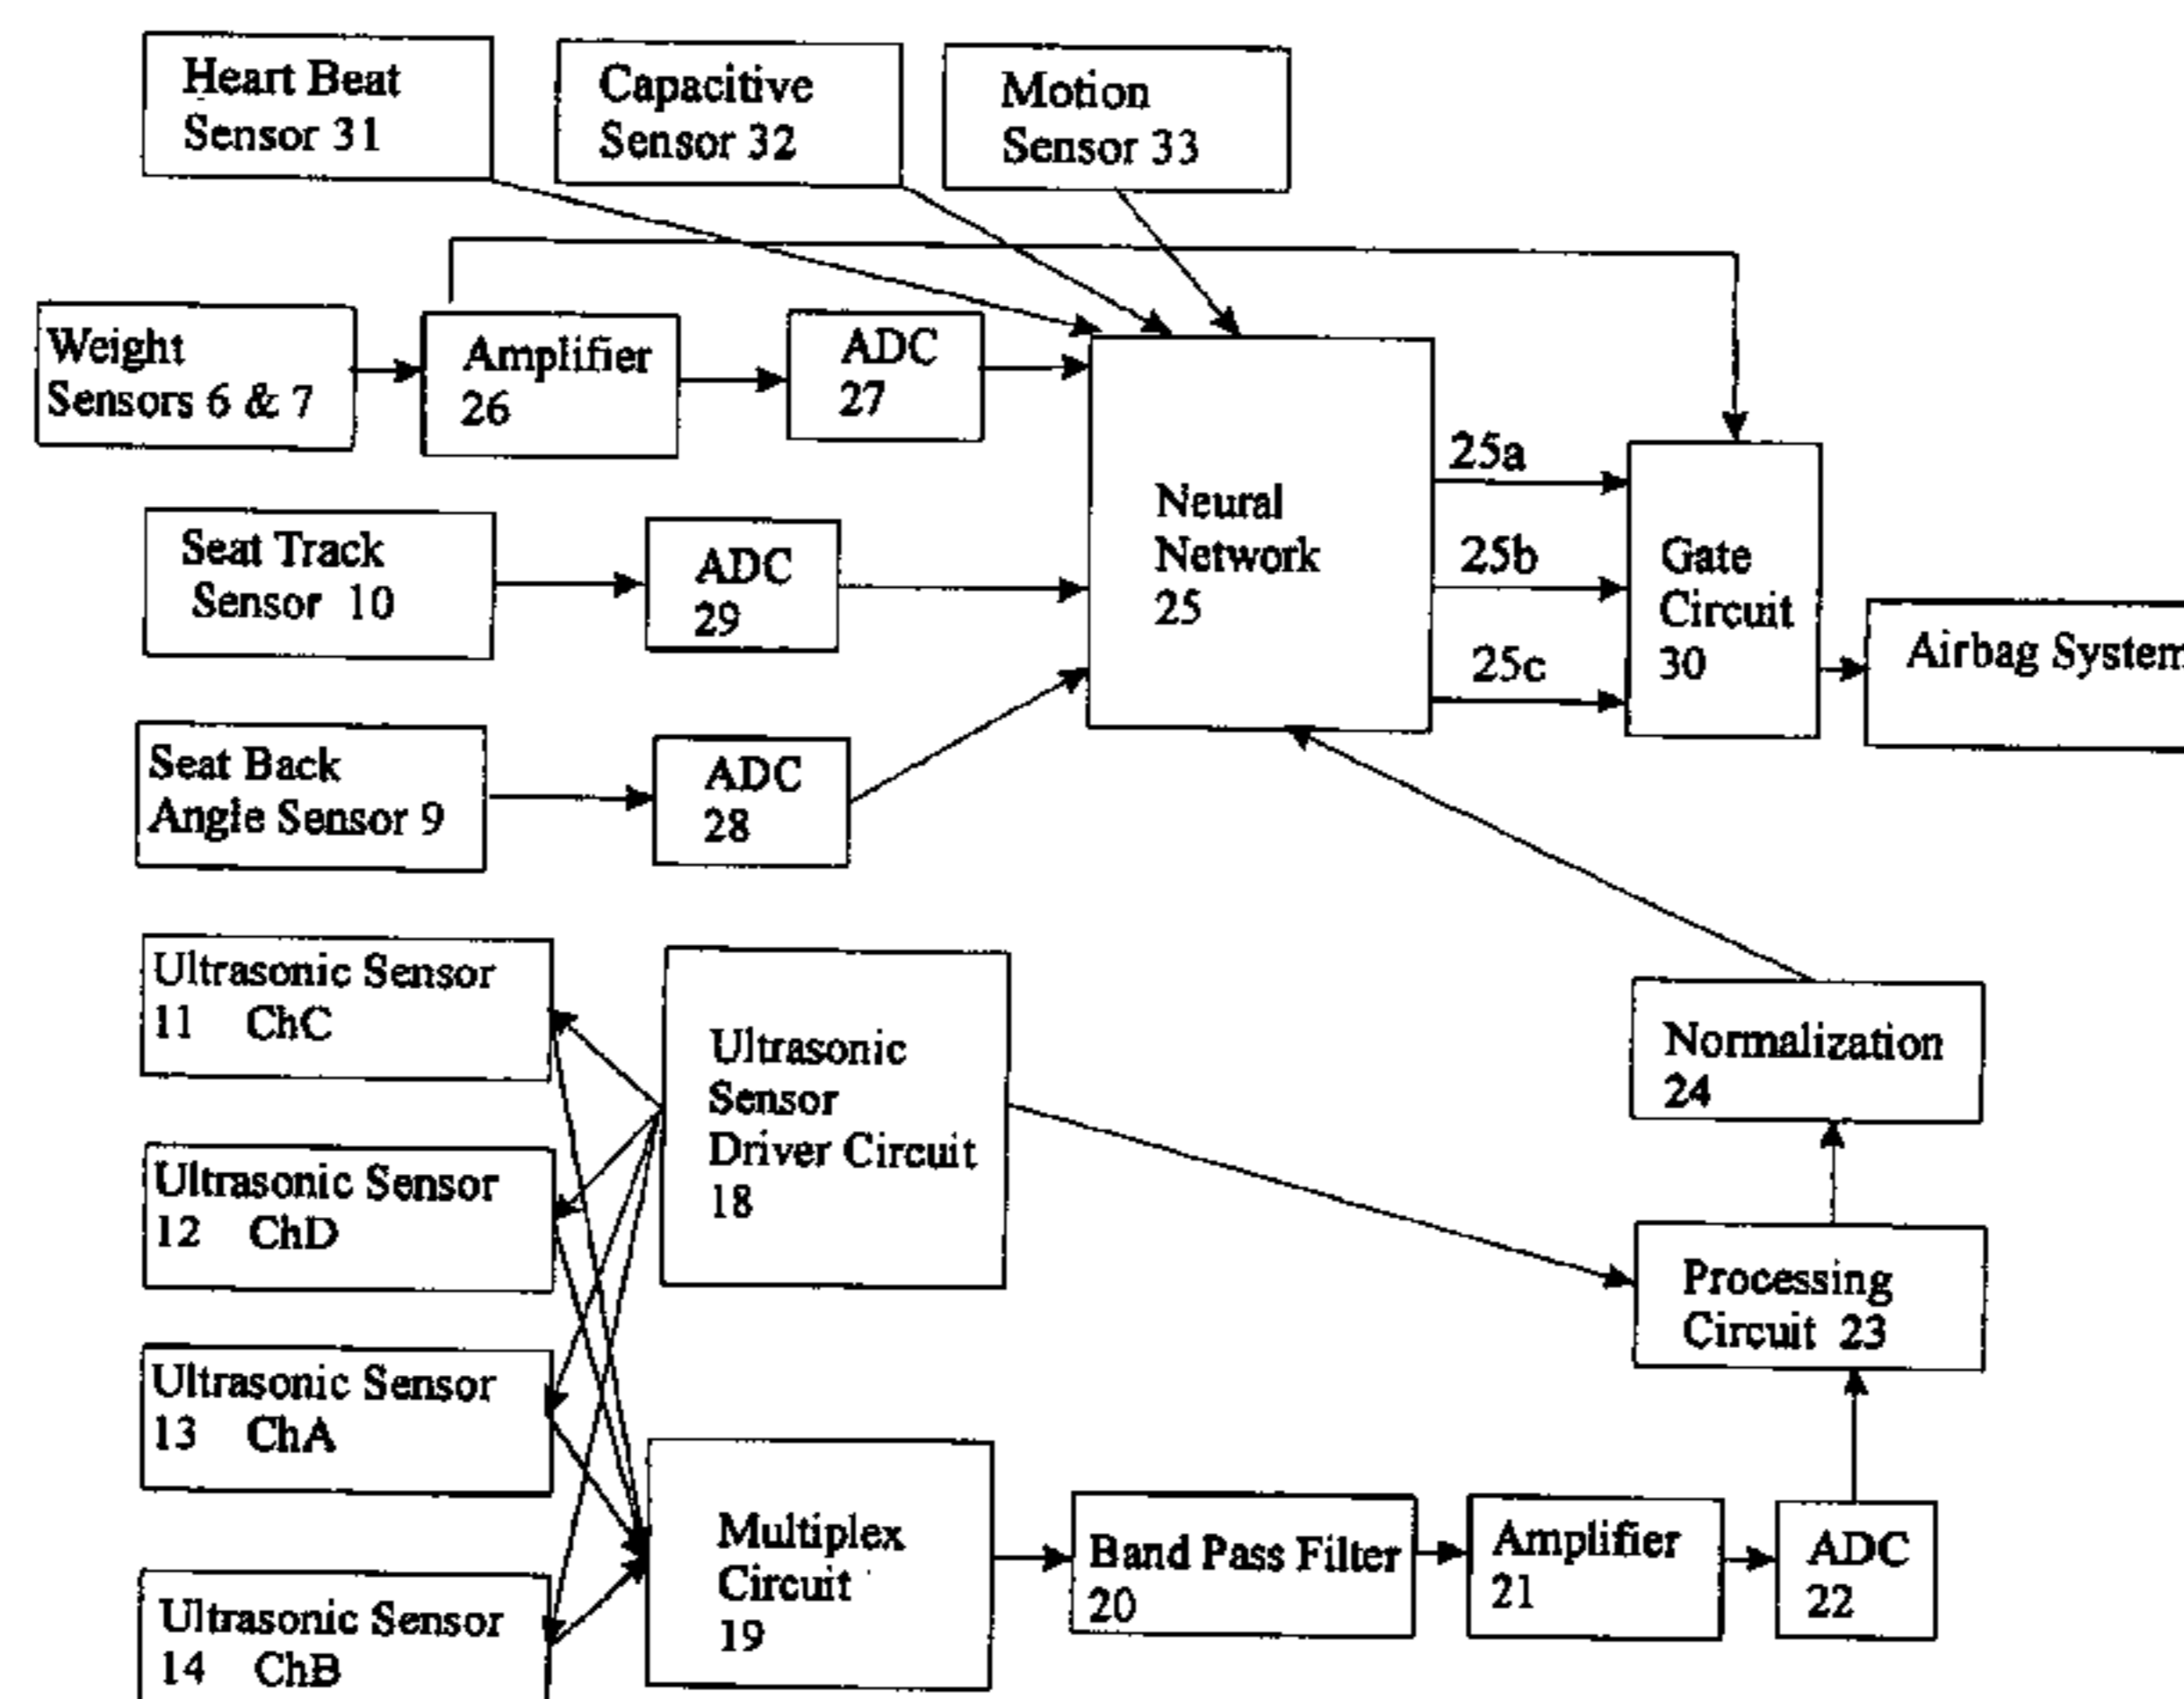 Heart Beat
Sensor 31
Capacitive
Sensor 32
Motion
Sensor 33
Weight
Sensors 6 & 7
Amplifier
26
ADC
27
Neural
Network
25
25a
25b
25c
Gate
Circuit
30
Airbag System
Seat Track
Sensor 10
ADC
29
Seat Back
Angle Sensor 9
ADC
28
Ultrasonic Sensor
11 ChC
Ultrasonic Sensor
12 ChD
Ultrasonic Sensor
13 ChA
Ultrasonic Sensor
14 ChB
Ultrasonic
Sensor
Driver Circuit
18
Normalization
24
Processing
Circuit 23
Multiplex
Circuit
19
Band Pass Filter
20
Amplifier
21
ADC
22